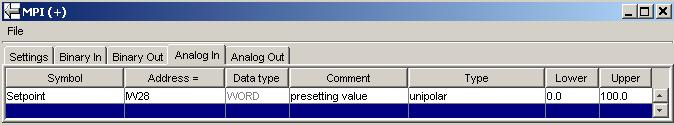 MPI (+)
File
Settings Binary In Binary Out Analog In Analog Out
Symbol Address = Data type Comment Type Lower Upper
Setpoint IW28 WORD presetting value unipolar 0.0 100.0